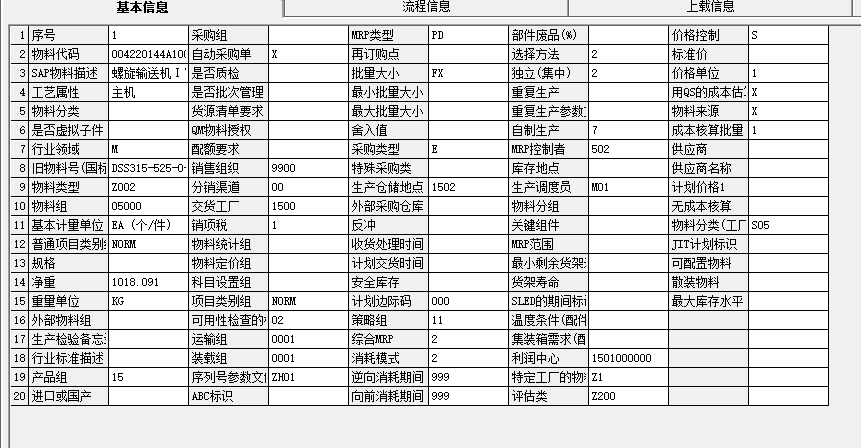 基本信息 流程信息 上载信息
1 序号 1 采购组 MRP类型 PD 部件废品(%) 价格控制 S
2 物料代码 004220144A100 自动采购单 X 再订购点 选择方法 2 标准价
3 SAP物料描述 螺旋输送机Ⅰ 是否质检 批量大小 FX 独立(集中) 2 价格单位 1
4 工艺属性 主机 是否批次管理 最小批量大小 重复生产 用QS的成本估 X
5 物料分类 货源清单要求 最大批量大小 重复生产参数文 物料来源 X
6 是否虚拟子件 QM物料授权 舍入值 自制生产 7 成本核算批量 1
7 行业领域 M 配额要求 采购类型 E MRP控制者 502 供应商
8 旧物料号(国标 DSS315-525-0 销售组织 9900 特殊采购类 库存地点 供应商名称
9 物料类型 Z002 分销渠道 00 生产仓储地点 1502 生产调度员 M01 计划价格1
10 物料组 05000 交货工厂 1500 外部采购仓库 物料分组 无成本核算
11 基本计量单位 EA (个/件) 销项税 1 反冲 关键组件 物料分类(工厂 S05
12 普通项目类别 NORM 物料统计组 收货处理时间 MRP范围 JIT计划标识
13 规格 物料定价组 计划交货时间 最小剩余货架 可配置物料
14 净重 1018.091 科目设置组 安全库存 货架寿命 散装物料
15 重量单位 KG 项目类别组 NORM 计划边际码 000 SLED的期间标 最大库存水平
16 外部物料组 可用性检查的 02 策略组 11 温度条件(配件
17 生产检验备忘 运输组 0001 综合MRP 2 集装箱需求(配
18 行业标准描述 装载组 0001 消耗模式 2 利润中心 1501000000
19 产品组 15 序列号参数文件 ZH01 逆向消耗期间 999 特定工厂的物 Z1
20 进口或国产 ABC标识 向前消耗期间 999 评估类 Z200